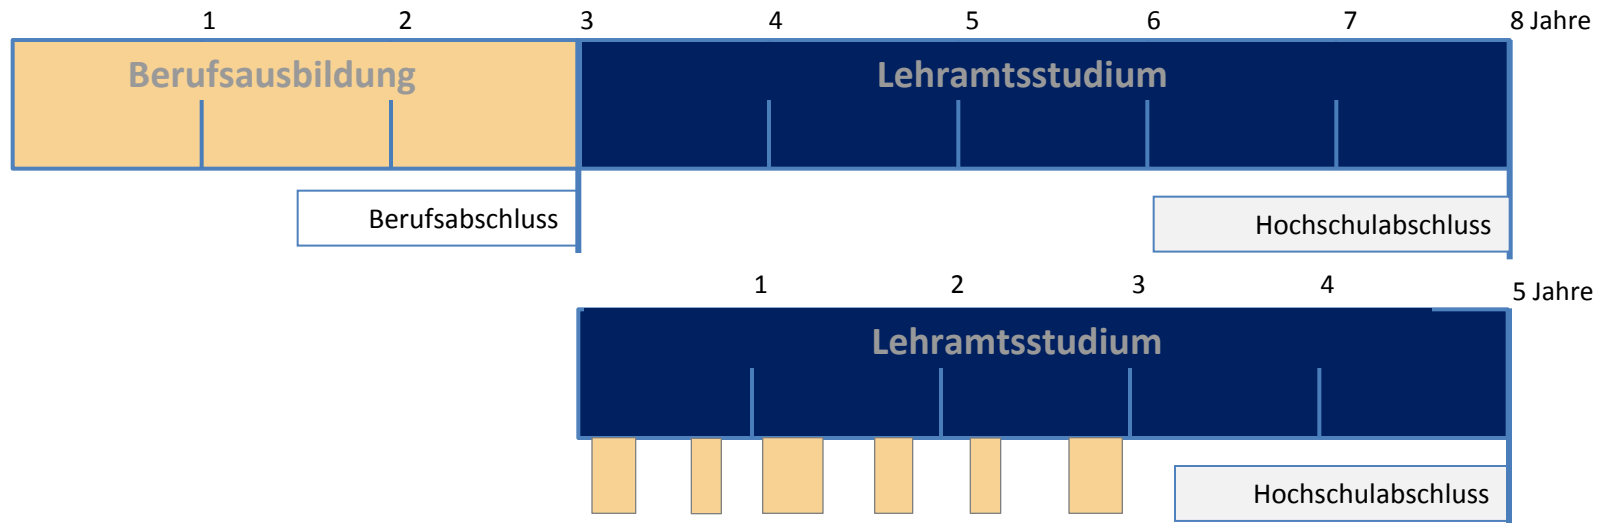 1 2 3 4 5 6 7 8 Jahre
Berufsausbildung Lehramtsstudium
Berufsabschluss Hochschulabschluss
1 2 3 4 5 Jahre
Lehramtsstudium
Hochschulabschluss